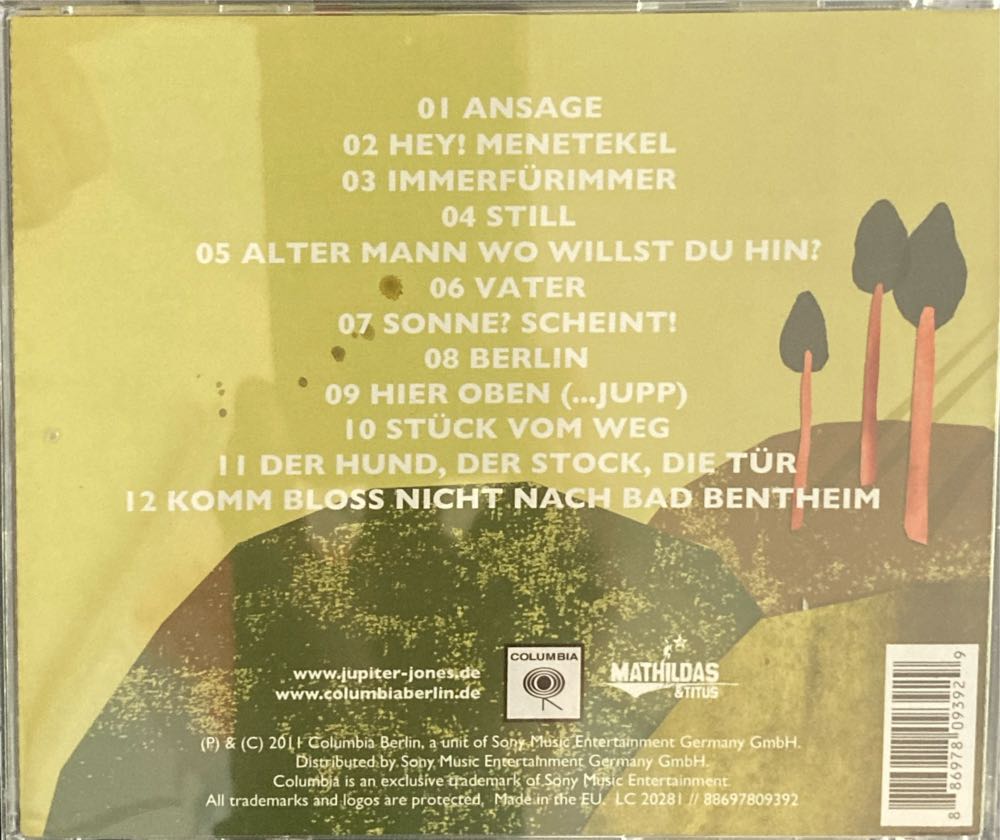 01 ANSAGE
02 HEY! MENETEKEL
03 IMMERFÜRIMMER
04 STILL
05 ALTER MANN WO WILLST DU HIN?
06 VATER
07 SONNE? SCHEINT!
08 BERLIN
09 HIER OBEN (...JUPP)
10 STÜCK VOM WEG
11 DER HUND, DER STOCK, DIE TÜR
12 KOMM BLOSS NICHT NACH BAD BENTHEIM
www.jupiter-jones.de
www.columbiaberlin.de
COLUMBIA
MATHILDAS
& TITUS
(P) & (C) 2011 Columbia Berlin, a unit of Sony Music Entertainment Germany GmbH.
Distributed by Sony Music Entertainment Germany GmbH.
Columbia is an exclusive trademark of Sony Music Entertainment.
All trademarks and logos are protected. Made in the EU. LC 20281 // 88697809392
8 86978 09392 9